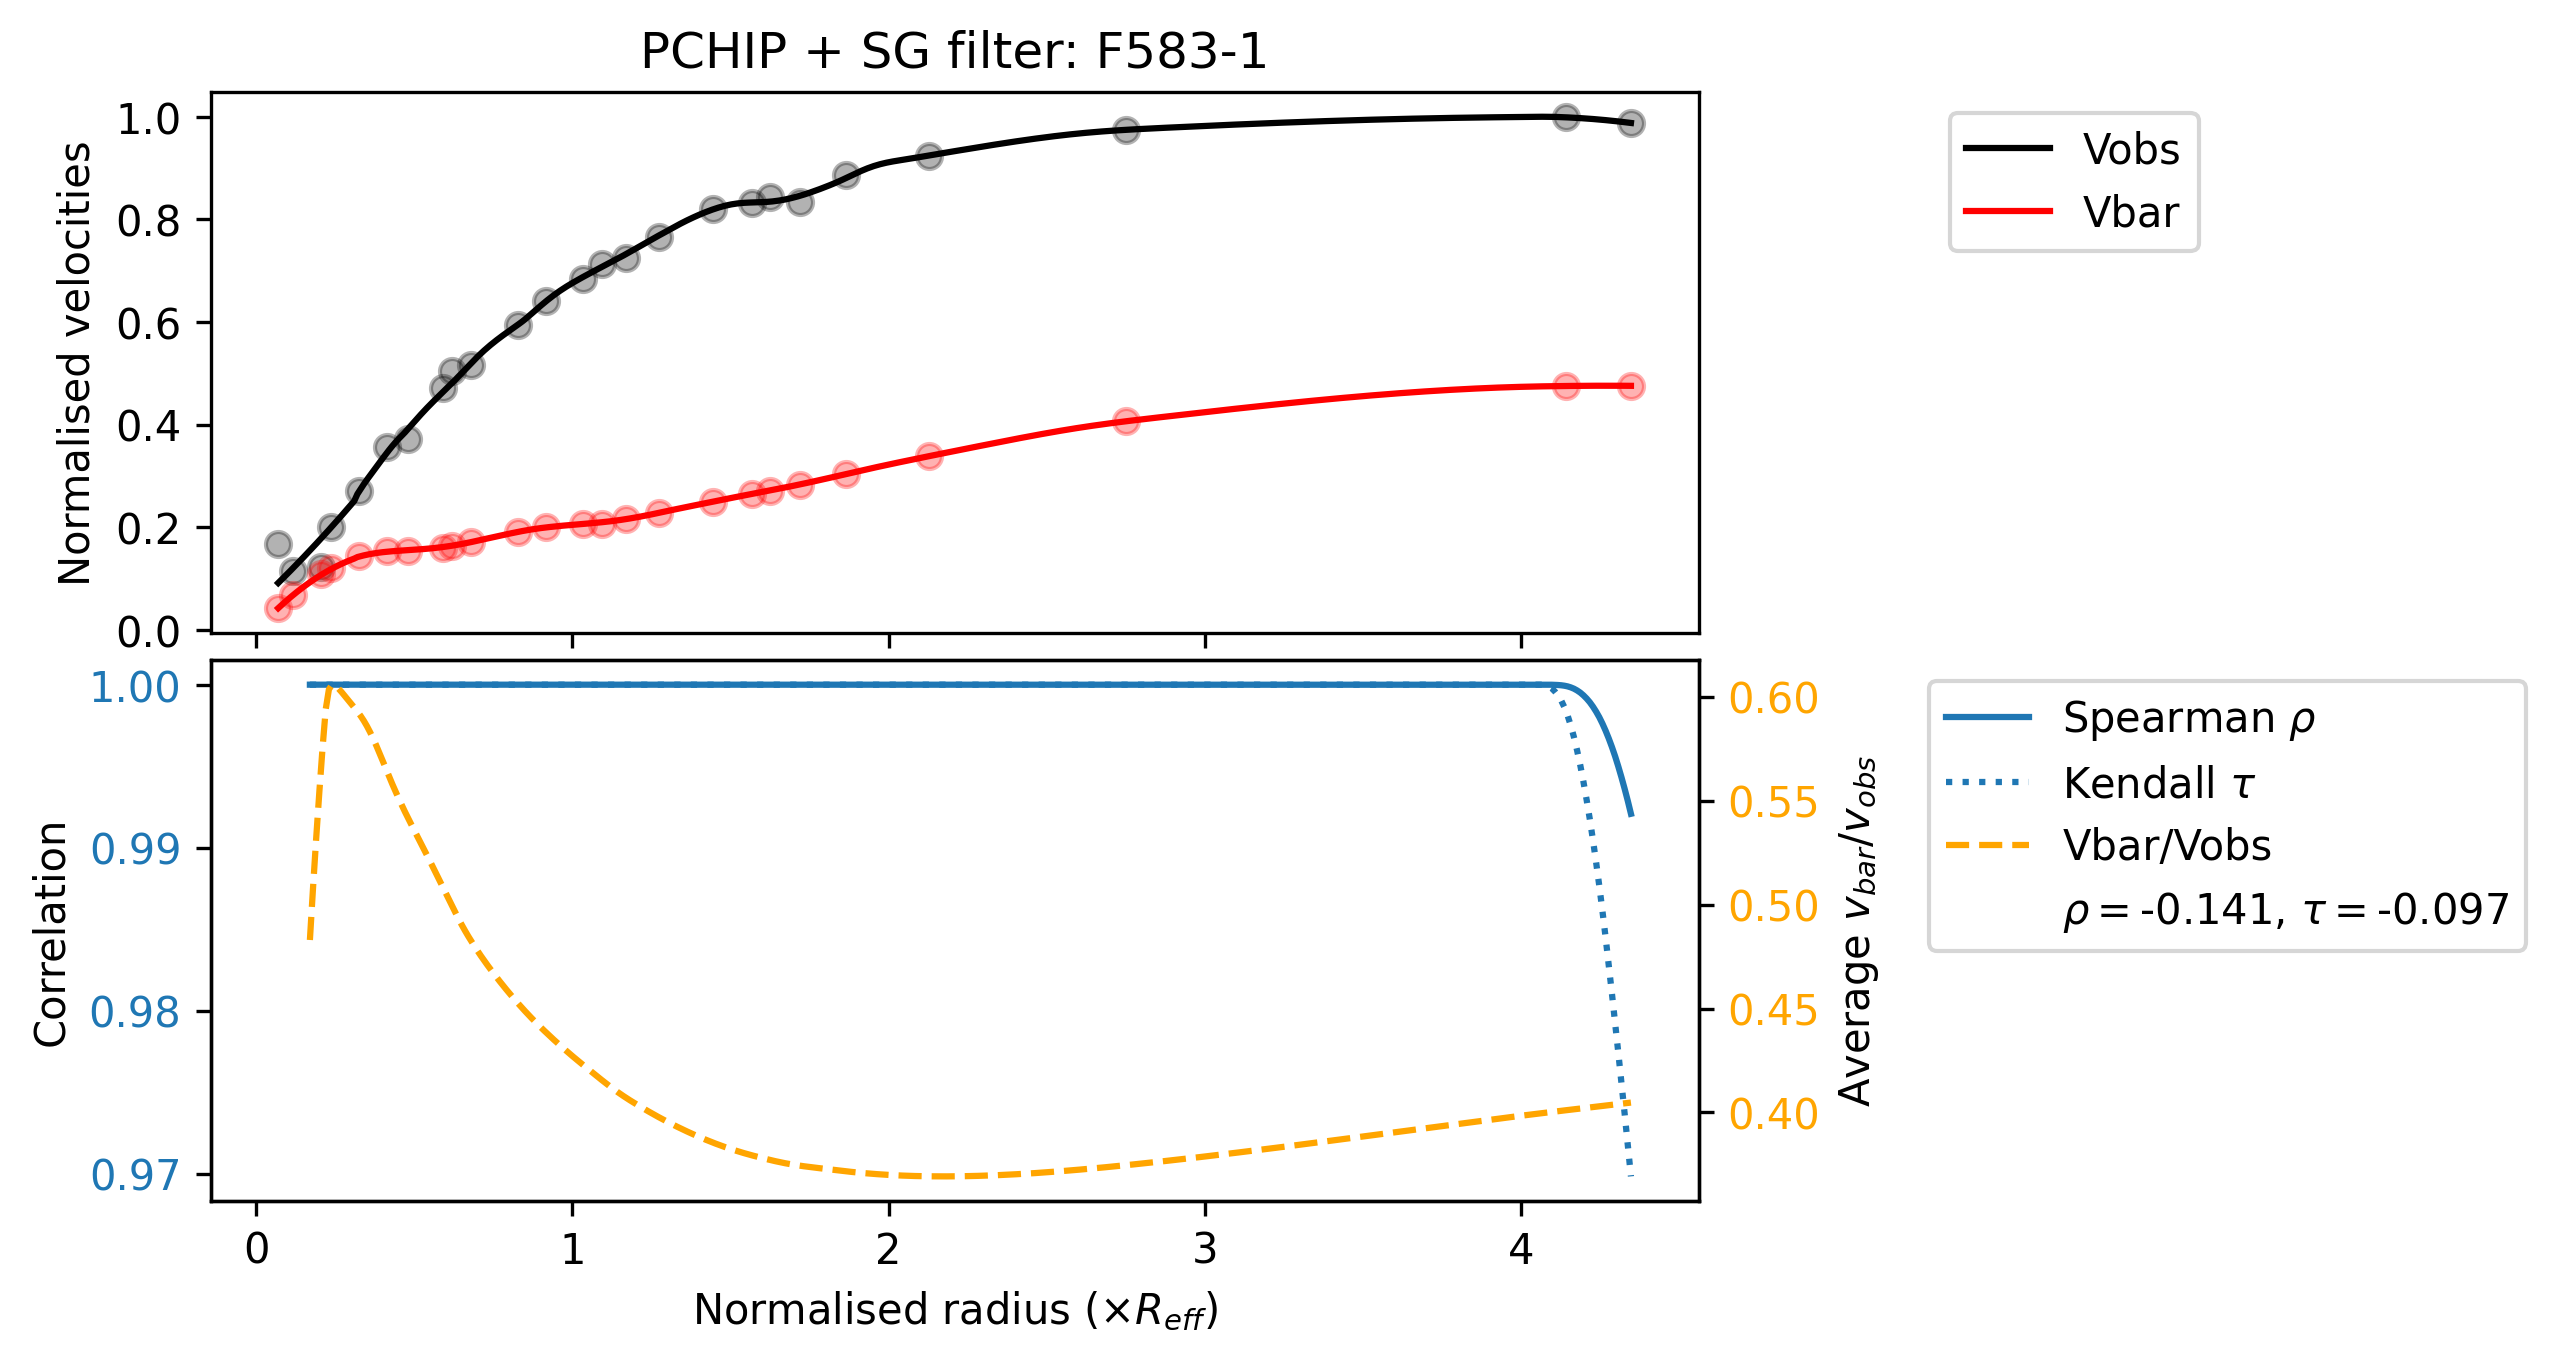 PCHIP + SG filter: F583-1
Normalised velocities
1.0
0.8
0.6
0.4
0.2
0.0
Vobs
Vbar
Correlation
1.00
0.99
0.98
0.97
0.60
0.55
0.50
0.45
0.40
Average v_bar/v_obs
Spearman ρ
Kendall τ
Vbar/Vobs
ρ = -0.141, τ = -0.097
0 1 2 3 4
Normalised radius (×R_eff)